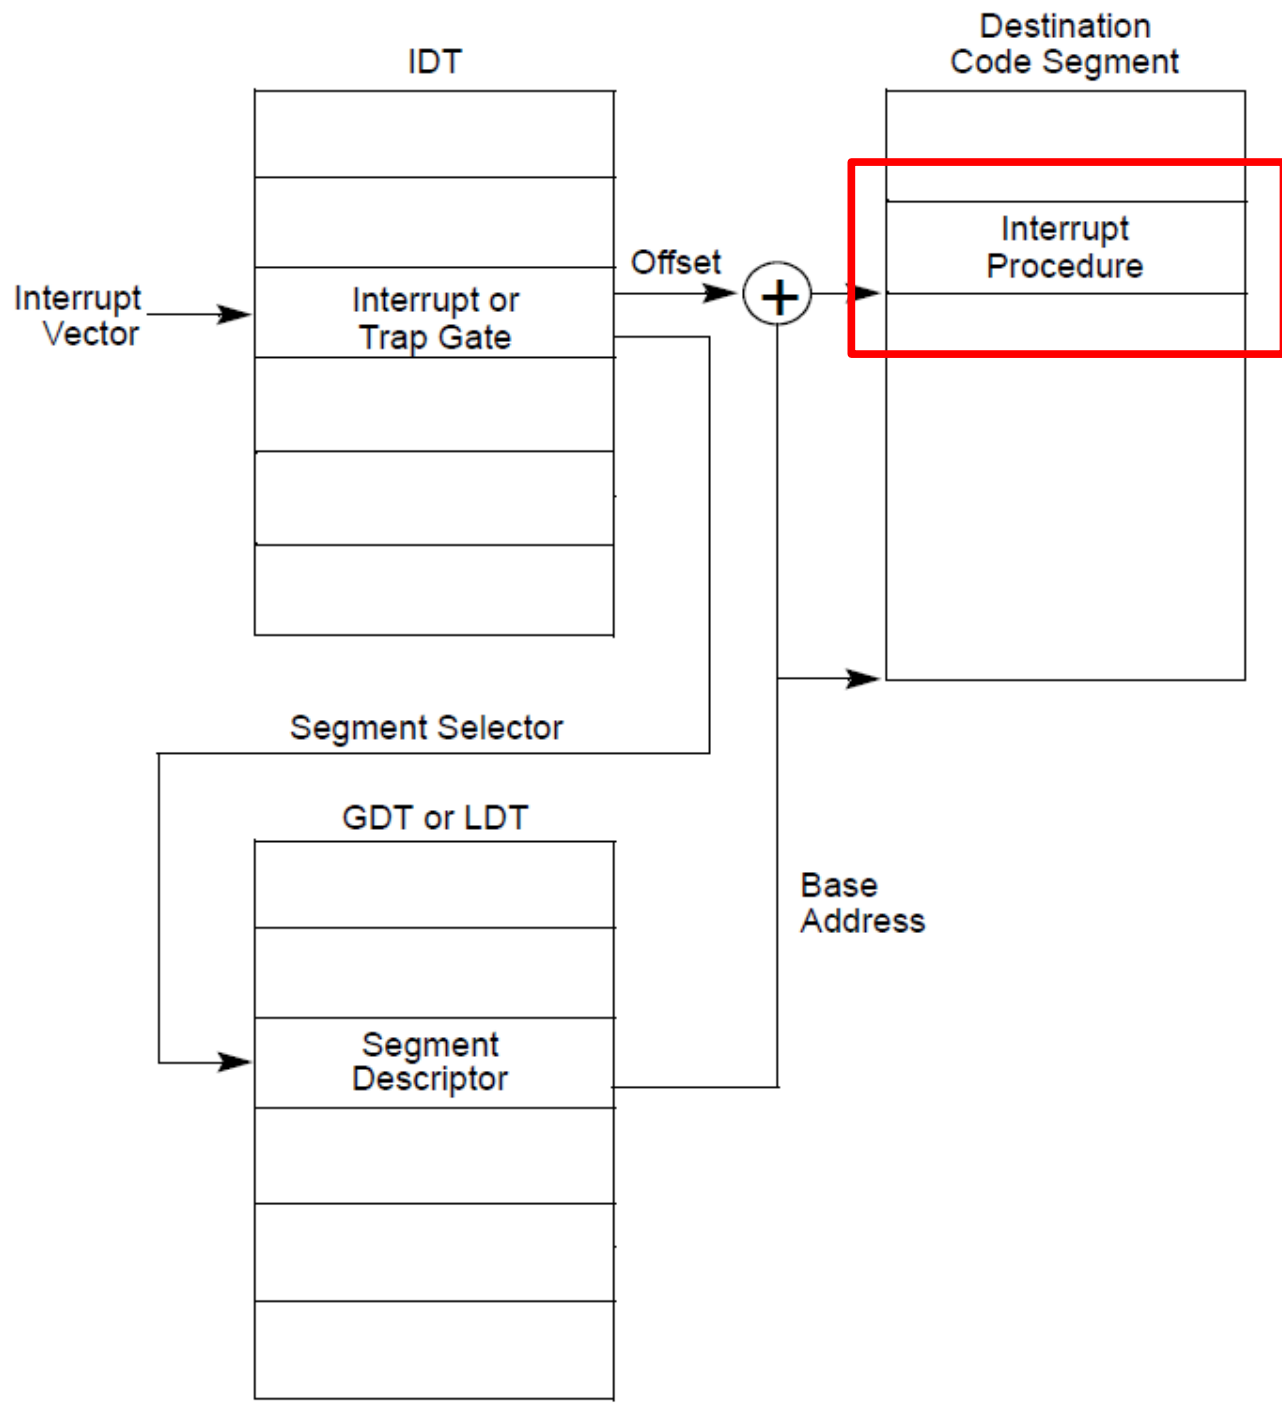 IDT
Destination
Code Segment
Interrupt
Vector
Interrupt or
Trap Gate
Offset
+
Interrupt
Procedure
Segment Selector
GDT or LDT
Base
Address
Segment
Descriptor